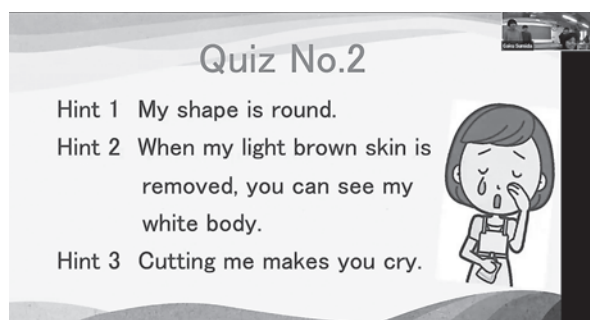 Quiz No.2
Hint 1 My shape is round.
Hint 2 When my light brown skin is
removed, you can see my
white body.
Hint 3 Cutting me makes you cry.